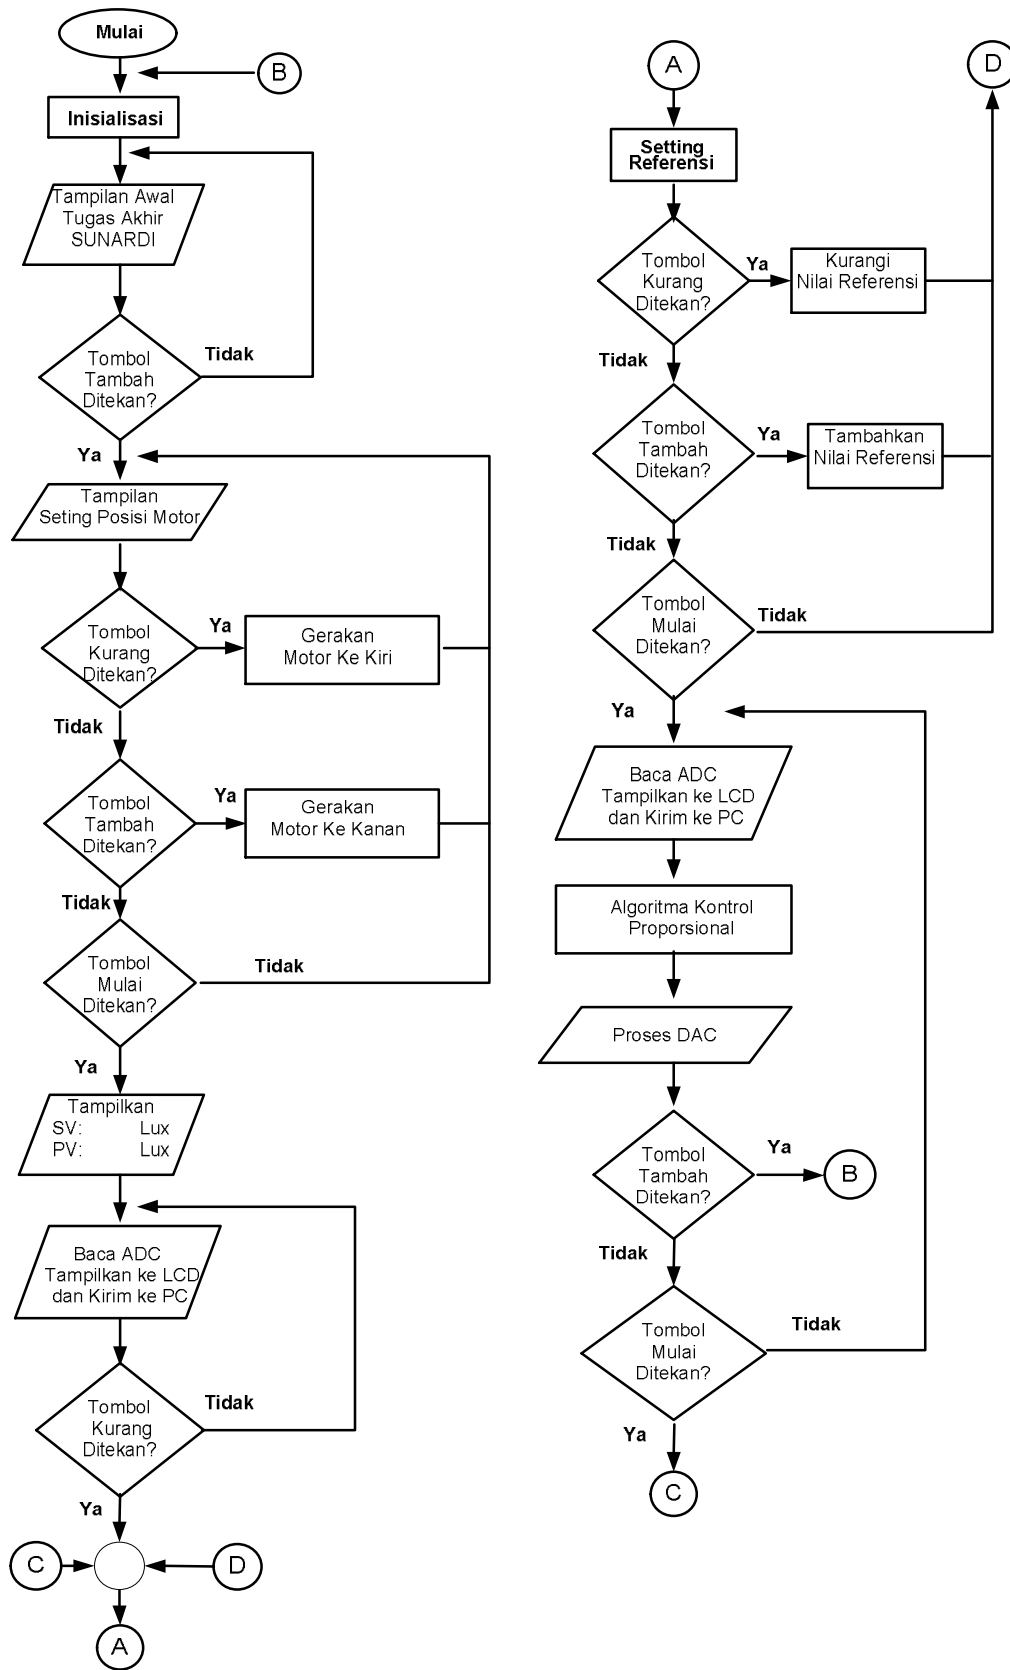 Mulai
B
Inisialisasi
Tampilan Awal
Tugas Akhir
SUNARDI
Tombol
Tambah
Ditekan?
Tidak
Ya
Tampilan
Seting Posisi Motor
Tombol
Kurang
Ditekan?
Ya
Gerakan
Motor Ke Kiri
Tidak
Tombol
Tambah
Ditekan?
Ya
Gerakan
Motor Ke Kanan
Tidak
Tombol
Mulai
Ditekan?
Tidak
Ya
Tampilkan
SV: Lux
PV: Lux
Baca ADC
Tampilkan ke LCD
dan Kirim ke PC
Tombol
Kurang
Ditekan?
Tidak
Ya
C
D
A
A
D
Setting
Referensi
Tombol
Kurang
Ditekan?
Ya
Kurangi
Nilai Referensi
Tidak
Tombol
Tambah
Ditekan?
Ya
Tambahkan
Nilai Referensi
Tidak
Tombol
Mulai
Ditekan?
Tidak
Ya
Baca ADC
Tampilkan ke LCD
dan Kirim ke PC
Algoritma Kontrol
Proporsional
Proses DAC
Tombol
Tambah
Ditekan?
Ya
B
Tidak
Tombol
Mulai
Ditekan?
Tidak
Ya
C